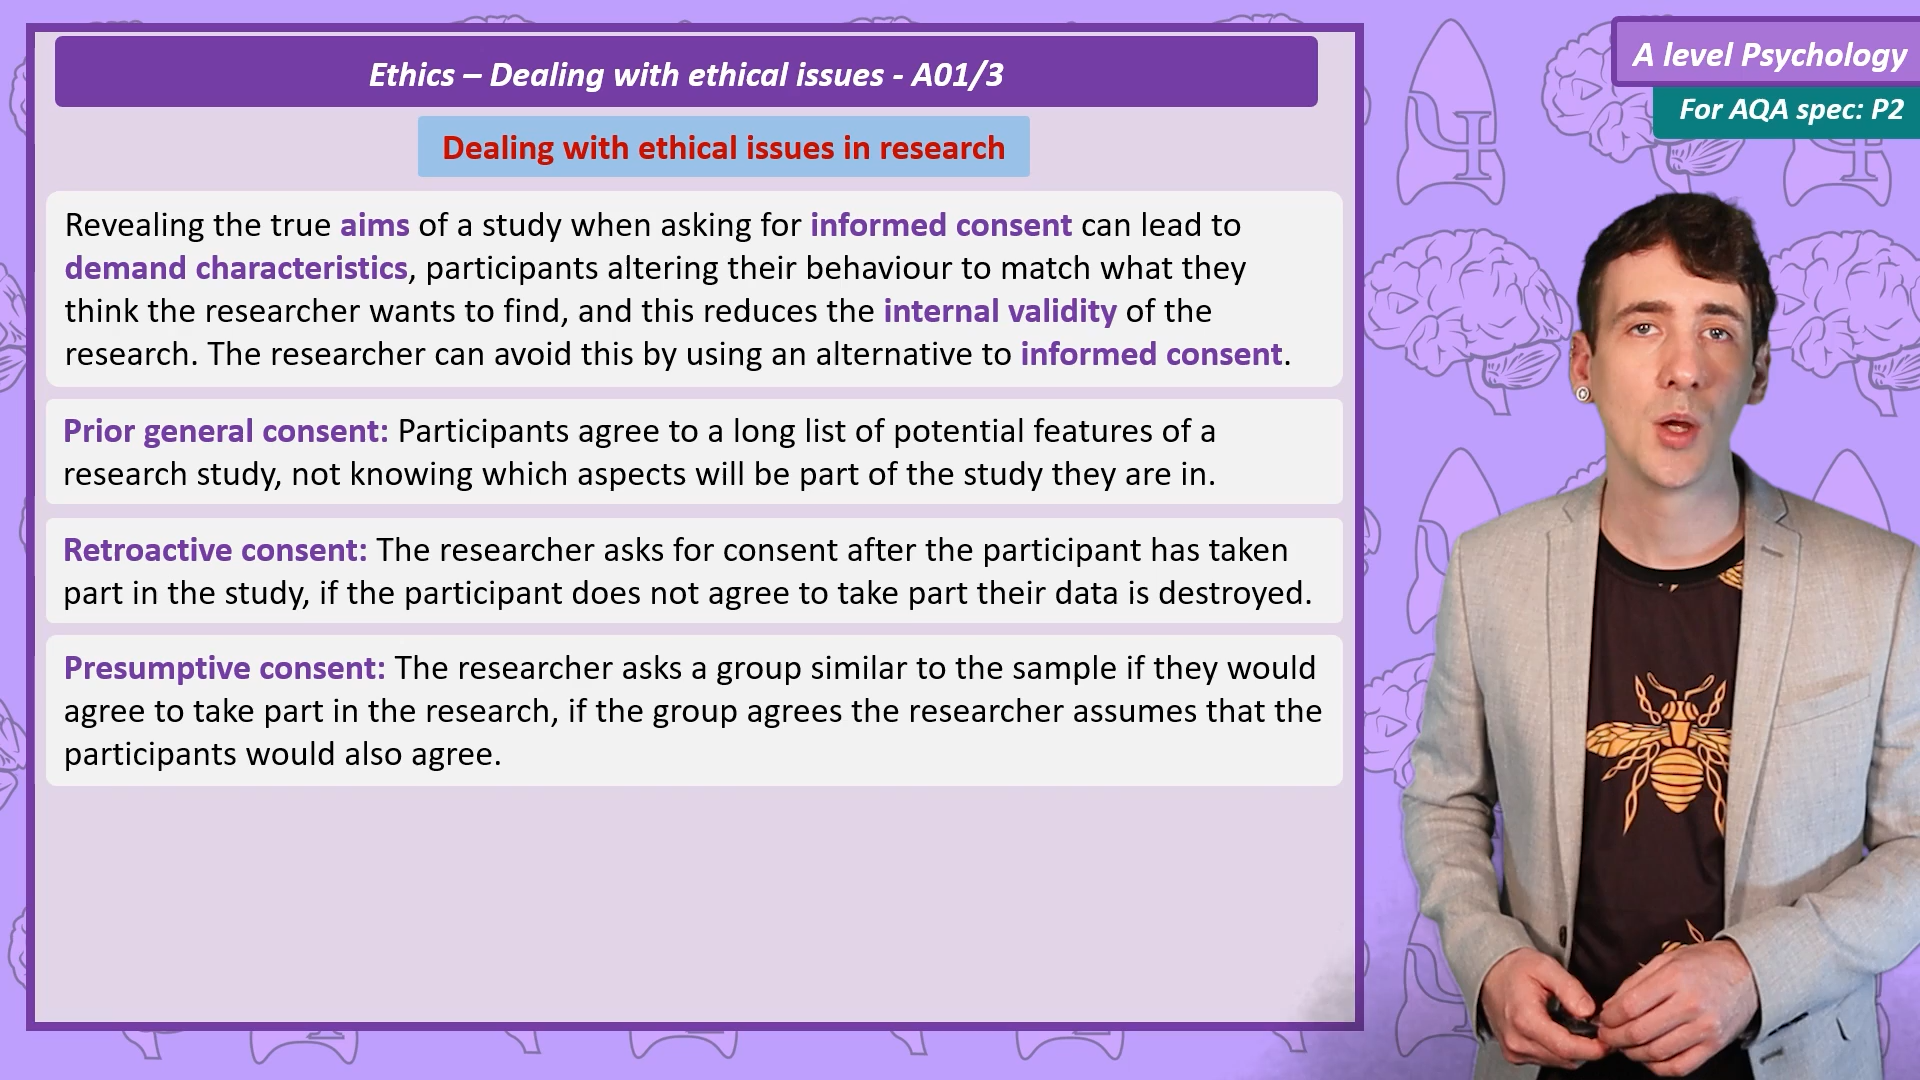 Ethics – Dealing with ethical issues - A01/3
A level Psychology
For AQA spec: P2
Dealing with ethical issues in research
Revealing the true aims of a study when asking for informed consent can lead to
demand characteristics, participants altering their behaviour to match what they
think the researcher wants to find, and this reduces the internal validity of the
research. The researcher can avoid this by using an alternative to informed consent.
Prior general consent: Participants agree to a long list of potential features of a
research study, not knowing which aspects will be part of the study they are in.
Retroactive consent: The researcher asks for consent after the participant has taken
part in the study, if the participant does not agree to take part their data is destroyed.
Presumptive consent: The researcher asks a group similar to the sample if they would
agree to take part in the research, if the group agrees the researcher assumes that the
participants would also agree.